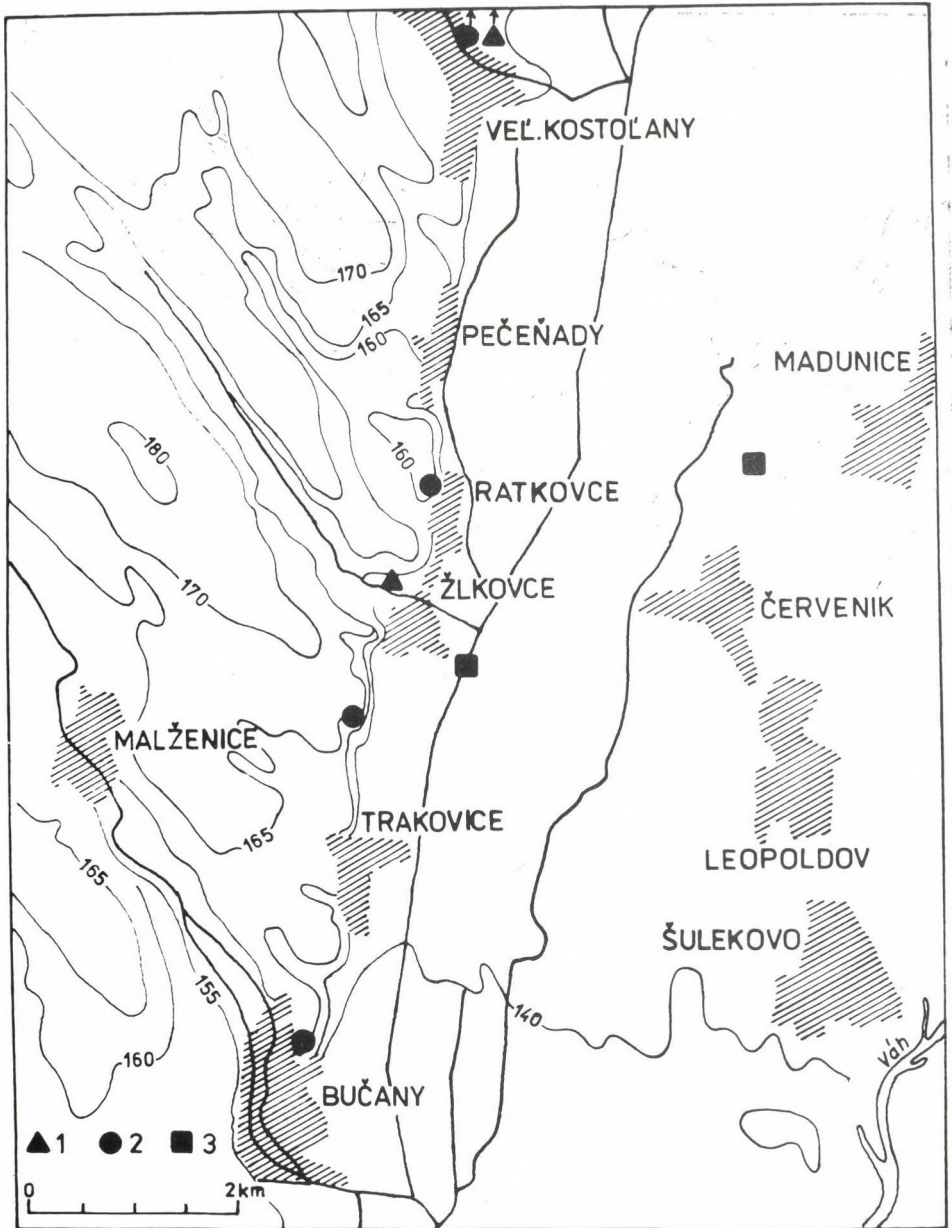 VEĽ.KOSTOĽANY
170
165
160
PEČEŇADY
MADUNICE
180
160
RATKOVCE
170
ŽLKOVCE
ČERVENIK
MALŽENICE
TRAKOVICE
165
165
LEOPOLDOV
ŠULEKOVO
155
140
160
Váh
BUČANY
1 2 3
0 2km